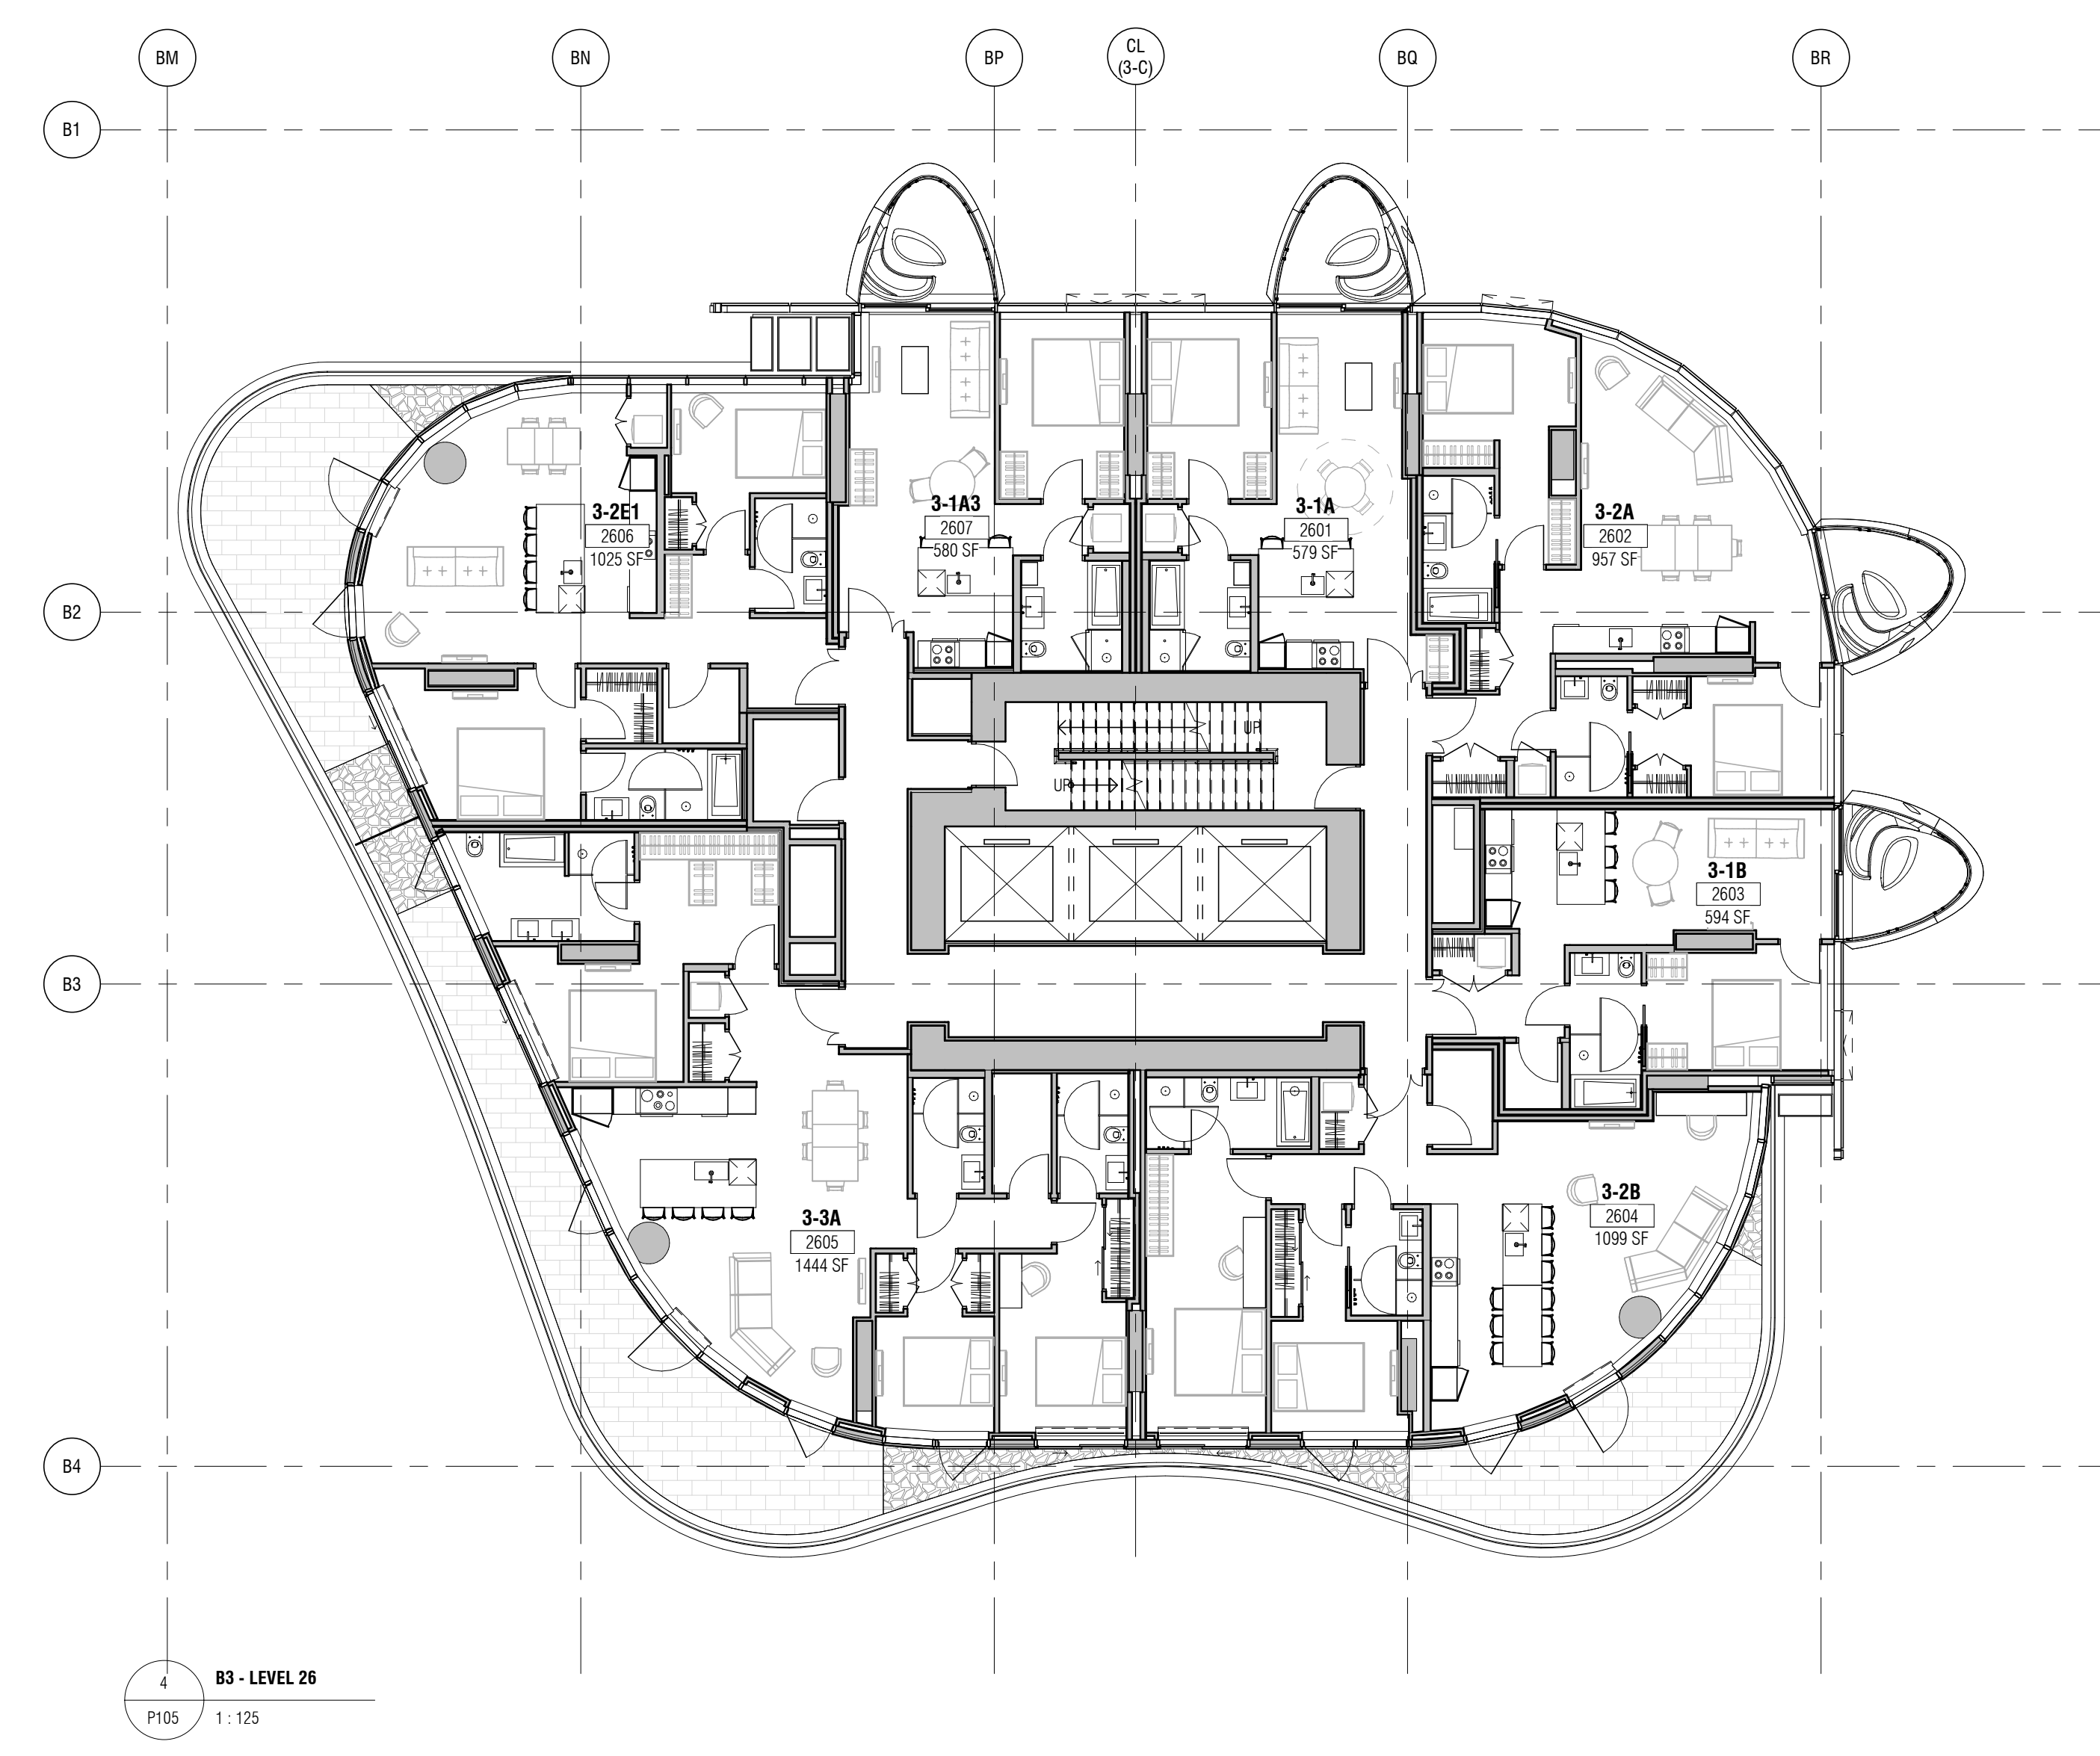 BM
BN
BP
CL
(3-C)
BQ
BR
B1
3-2E1
2606
1025 SF
3-1A3
2607
580 SF
3-1A
2601
579 SF
3-2A
2602
957 SF
B2
UP
UP
3-1B
2603
594 SF
B3
3-3A
2605
1444 SF
3-2B
2604
1099 SF
B4
4
P105
B3 - LEVEL 26
1 : 125